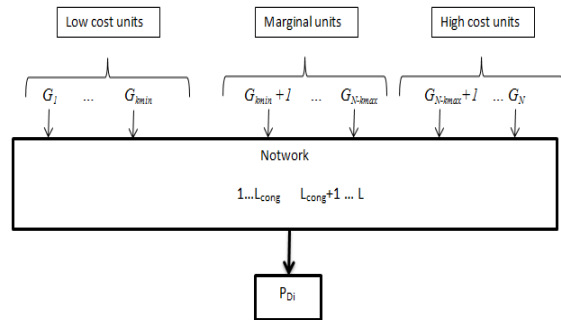 Low cost units Marginal units High cost units
G1 ... Gkmin Gkmin+1 ... GN-kmax GN-kmax+1 ... GN
Notwork
1...Lcong Lcong+1 ... L
PDi